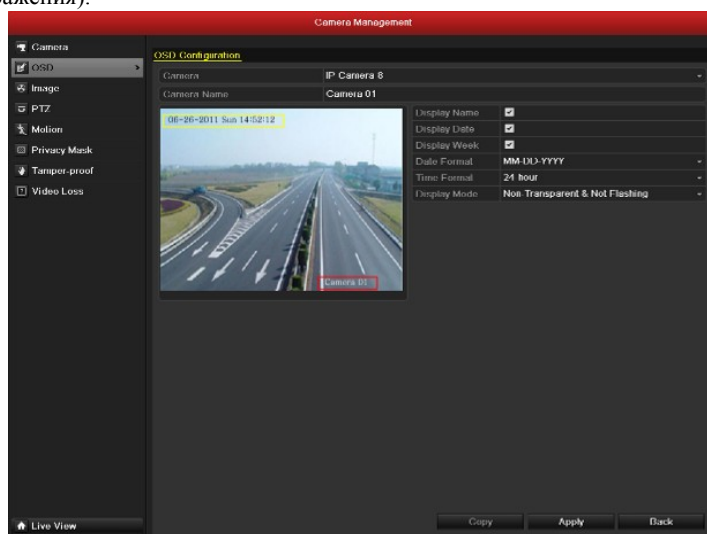 ражения).
Camera Management
Camera
OSD
Image
PTZ
Motion
Privacy Mask
Tamper-proof
Video Loss
Live View
OSD Configuration
Camera IP Camera 8
Camera Name Camera 01
06-26-2011 Sun 14:52:12
Camera 01
Display Name
Display Date
Display Week
Date Format MM-DD-YYYY
Time Format 24 hour
Display Mode Non-Transparent & Not Flashing
Copy Apply Back